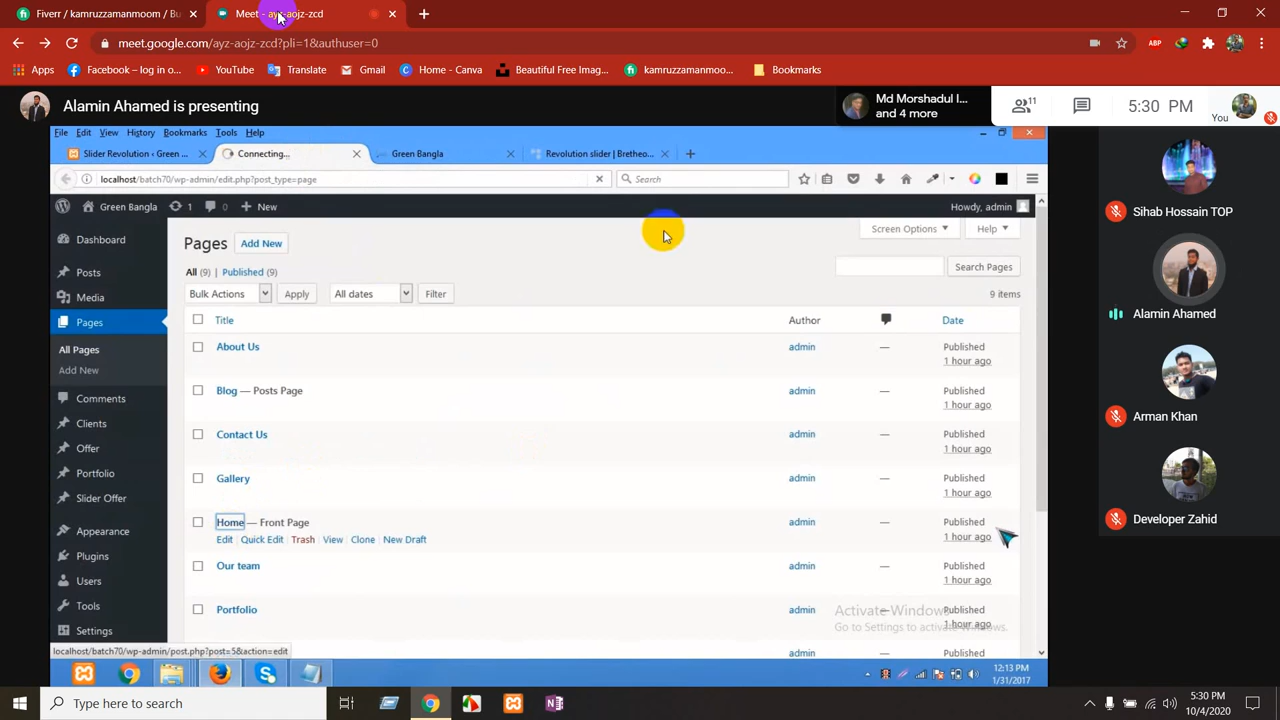 Fiverr / kamruzzamanmoom / Bu
Meet - ayz-aojz-zcd
meet.google.com/ayz-aojz-zcd?pli=1&authuser=0
ABP
Apps
Facebook – log in o...
YouTube
Translate
Gmail
Home - Canva
Beautiful Free Imag...
kamruzzamanmoo...
Bookmarks
Alamin Ahamed is presenting
Md Morshadul I...
and 4 more
11
5:30 PM
You
File Edit View History Bookmarks Tools Help
Slider Revolution ‹ Green ...
Connecting...
Green Bangla
Revolution slider | Bretheo...
localhost/batch70/wp-admin/edit.php?post_type=page
Search
Green Bangla
1
0
New
Howdy, admin
Dashboard
Posts
Media
Pages
All Pages
Add New
Comments
Clients
Offer
Portfolio
Slider Offer
Appearance
Plugins
Users
Tools
Settings
Pages Add New
Screen Options
Help
All (9) | Published (9)
Search Pages
Bulk Actions
Apply
All dates
Filter
9 items
Title
Author
Date
About Us
admin
—
Published
1 hour ago
Blog — Posts Page
admin
—
Published
1 hour ago
Contact Us
admin
—
Published
1 hour ago
Gallery
admin
—
Published
1 hour ago
Home — Front Page
admin
—
Published
1 hour ago
Edit | Quick Edit | Trash | View | Clone | New Draft
Our team
admin
—
Published
1 hour ago
Portfolio
admin
—
Published
1 hour ago
admin
—
Published
Activate Windows
Go to Settings to activate Windows.
localhost/batch70/wp-admin/post.php?post=5&action=edit
12:13 PM
1/31/2017
Sihab Hossain TOP
Alamin Ahamed
Arman Khan
Developer Zahid
Type here to search
5:30 PM
10/4/2020